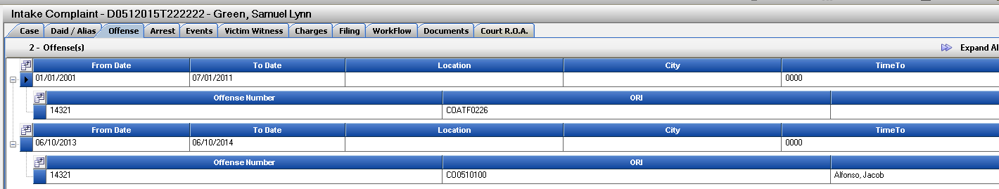 Intake Complaint - D0512015T222222 - Green, Samuel Lynn
Case Daid / Alias Offense Arrest Events Victim Witness Charges Filing WorkFlow Documents Court R.O.A.
2 - Offense(s) Expand Al
From Date To Date Location City TimeTo
01/01/2001 07/01/2011 0000
Offense Number ORI
14321 COATF0226
From Date To Date Location City TimeTo
06/10/2013 06/10/2014 0000
Offense Number ORI
14321 CO0510100 Alfonso, Jacob